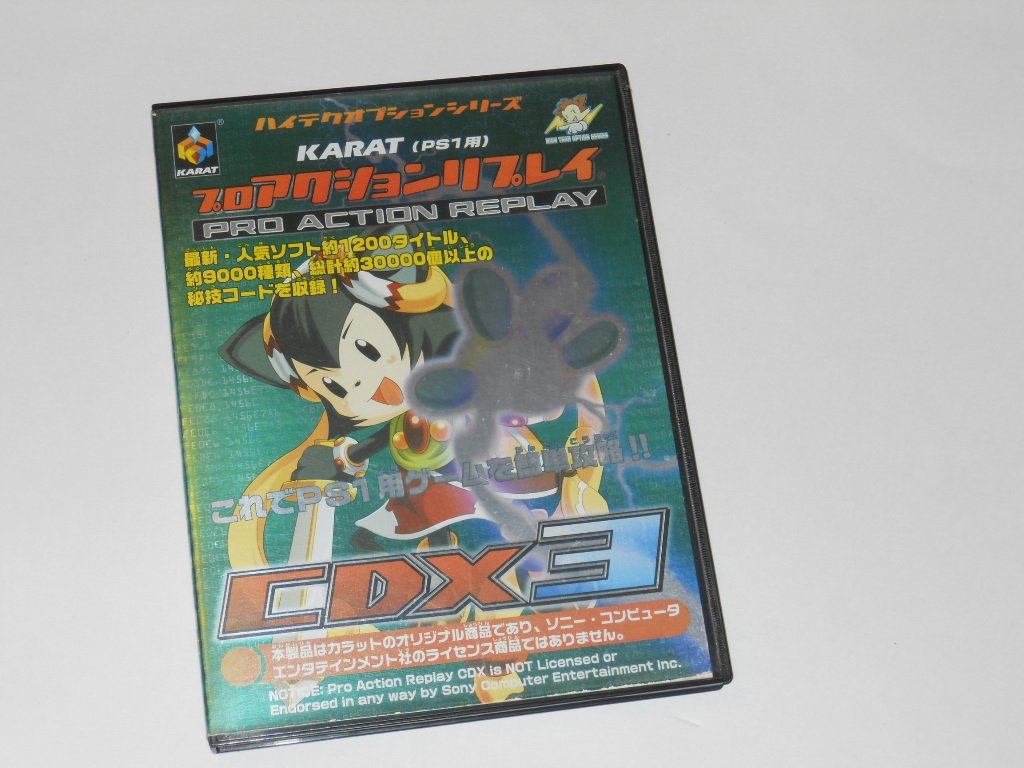 ハイテクオプションシリーズ
KARAT
®
KARAT (PS1用)
プロアクションリプレイ
PRO ACTION REPLAY
最新・人気ソフト約1200タイトル、
約9000種類、総計約30000個以上の
秘技コードを収録!
これでPS1用ゲームを簡単攻略!!
CDX3
本製品はカラットのオリジナル商品であり、ソニー・コンピュータ
エンタテインメント社のライセンス商品ではありません。
NOTICE: Pro Action Replay CDX is NOT Licensed or
Endorsed in any way by Sony Computer Entertainment Inc.